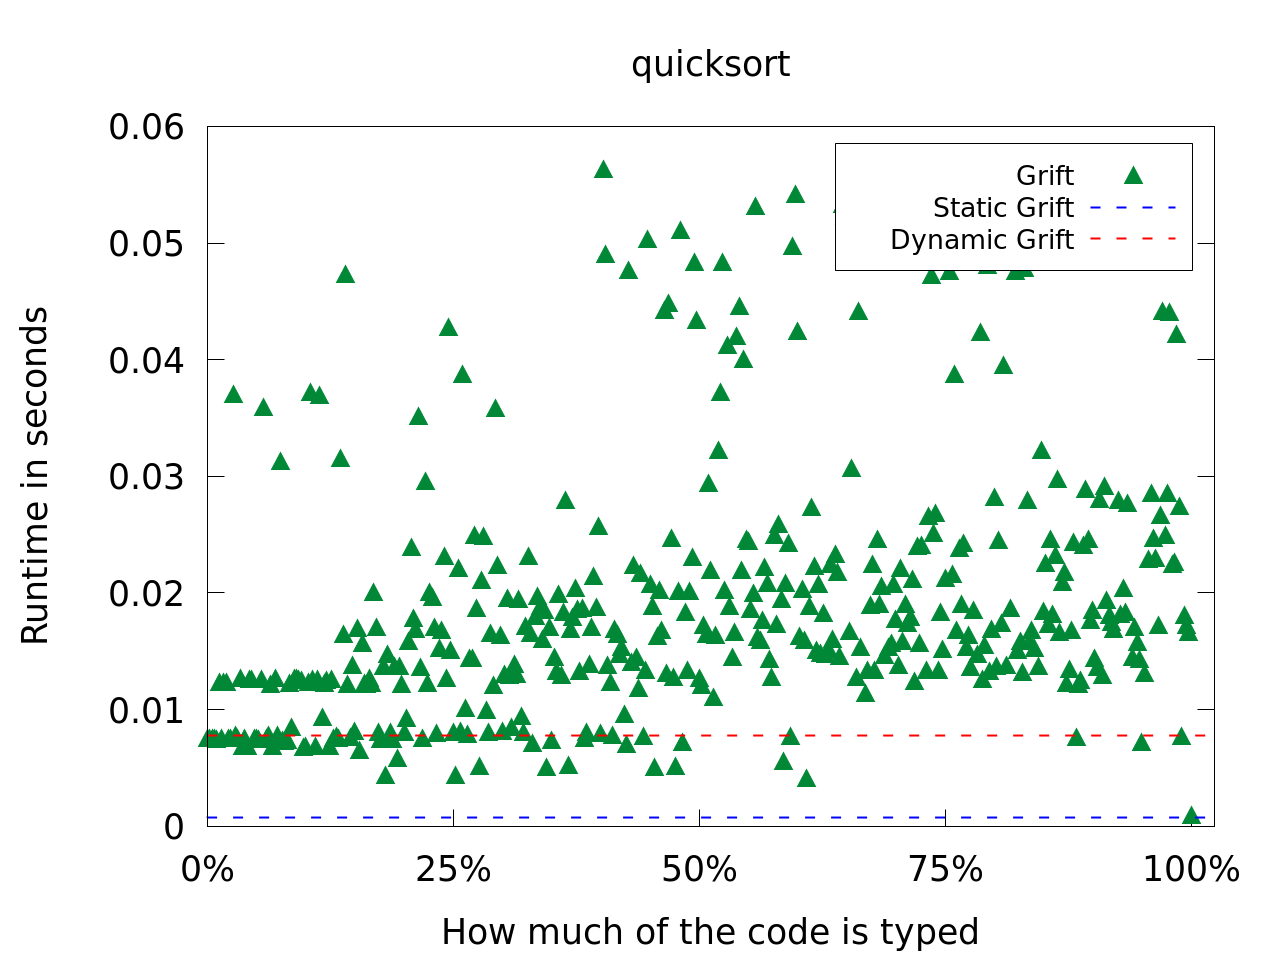 quicksort
0.06
0.05
0.04
0.03
0.02
0.01
0
Runtime in seconds
Grift
Static Grift
Dynamic Grift
0% 25% 50% 75% 100%
How much of the code is typed